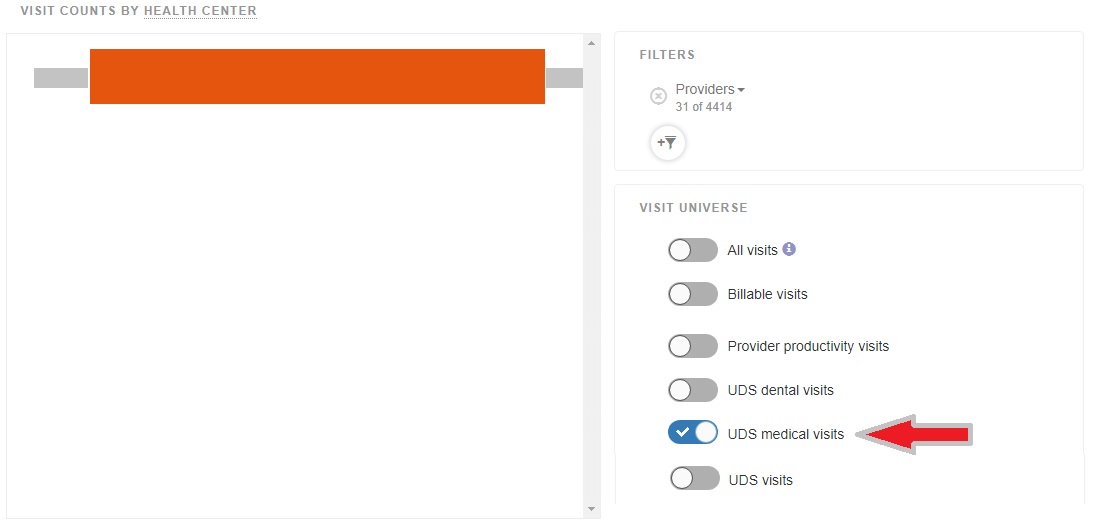 VISIT COUNTS BY HEALTH CENTER
FILTERS
Providers
31 of 4414
VISIT UNIVERSE
All visits
Billable visits
Provider productivity visits
UDS dental visits
UDS medical visits
UDS visits